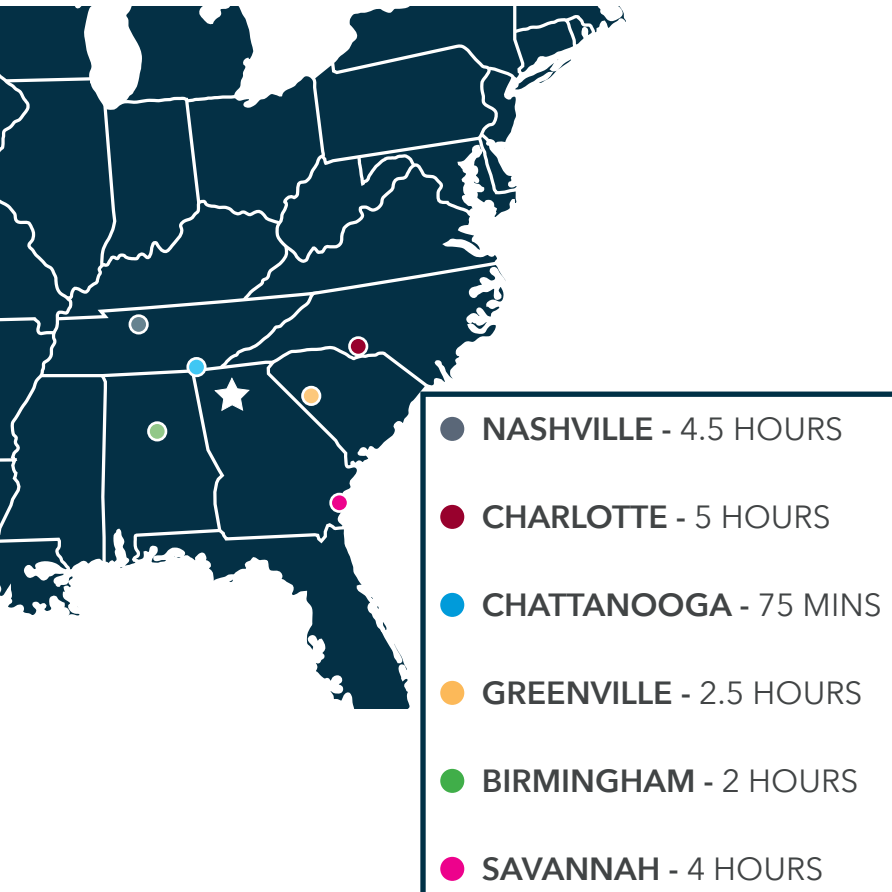 NASHVILLE - 4.5 HOURS
CHARLOTTE - 5 HOURS
CHATTANOOGA - 75 MINS
GREENVILLE - 2.5 HOURS
BIRMINGHAM - 2 HOURS
SAVANNAH - 4 HOURS